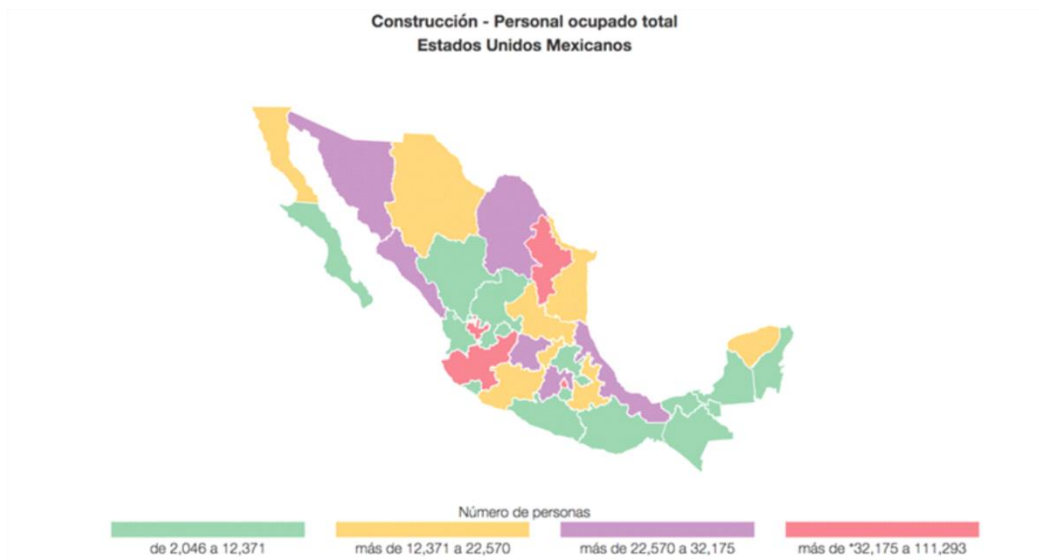 Construcción - Personal ocupado total
Estados Unidos Mexicanos
Número de personas
de 2,046 a 12,371
más de 12,371 a 22,570
más de 22,570 a 32,175
más de *32,175 a 111,293